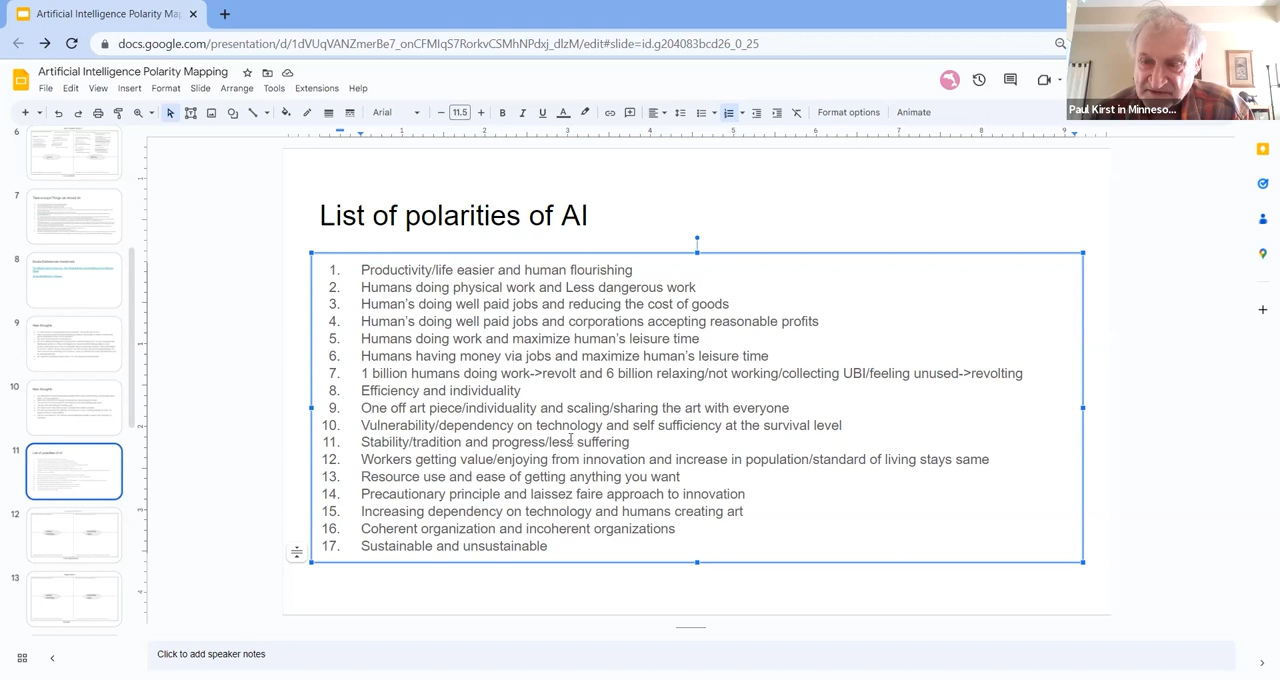 Artificial Intelligence Polarity Map
docs.google.com/presentation/d/1dVUqVANZmerBe7_onCFMIqS7RorkvCSMhNPdxj_dlzM/edit#slide=id.g204083bcd26_0_25
Paul Kirst in Minneso...
Artificial Intelligence Polarity Mapping
File Edit View Insert Format Slide Arrange Tools Extensions Help
Arial 11.5 B I U A Format options Animate
List of polarities of AI
1. Productivity/life easier and human flourishing
2. Humans doing physical work and Less dangerous work
3. Human's doing well paid jobs and reducing the cost of goods
4. Human's doing well paid jobs and corporations accepting reasonable profits
5. Humans doing work and maximize human's leisure time
6. Humans having money via jobs and maximize human's leisure time
7. 1 billion humans doing work->revolt and 6 billion relaxing/not working/collecting UBI/feeling unused->revolting
8. Efficiency and individuality
9. One off art piece/individuality and scaling/sharing the art with everyone
10. Vulnerability/dependency on technology and self sufficiency at the survival level
11. Stability/tradition and progress/less suffering
12. Workers getting value/enjoying from innovation and increase in population/standard of living stays same
13. Resource use and ease of getting anything you want
14. Precautionary principle and laissez faire approach to innovation
15. Increasing dependency on technology and humans creating art
16. Coherent organization and incoherent organizations
17. Sustainable and unsustainable
6
7
8
9
10
11
12
13
Click to add speaker notes